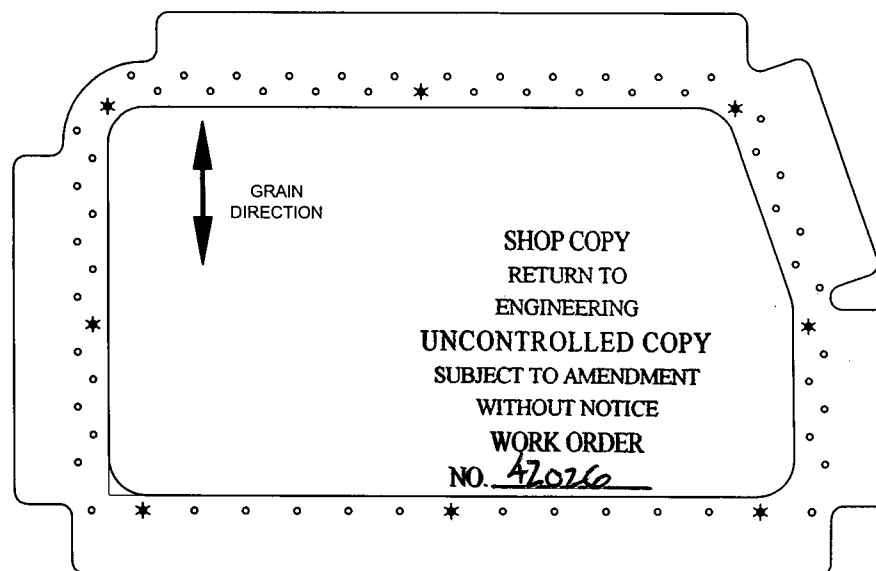 GRAIN
DIRECTION
SHOP COPY
RETURN TO
ENGINEERING
UNCONTROLLED COPY
SUBJECT TO AMENDMENT
WITHOUT NOTICE
WORK ORDER
NO. 42026